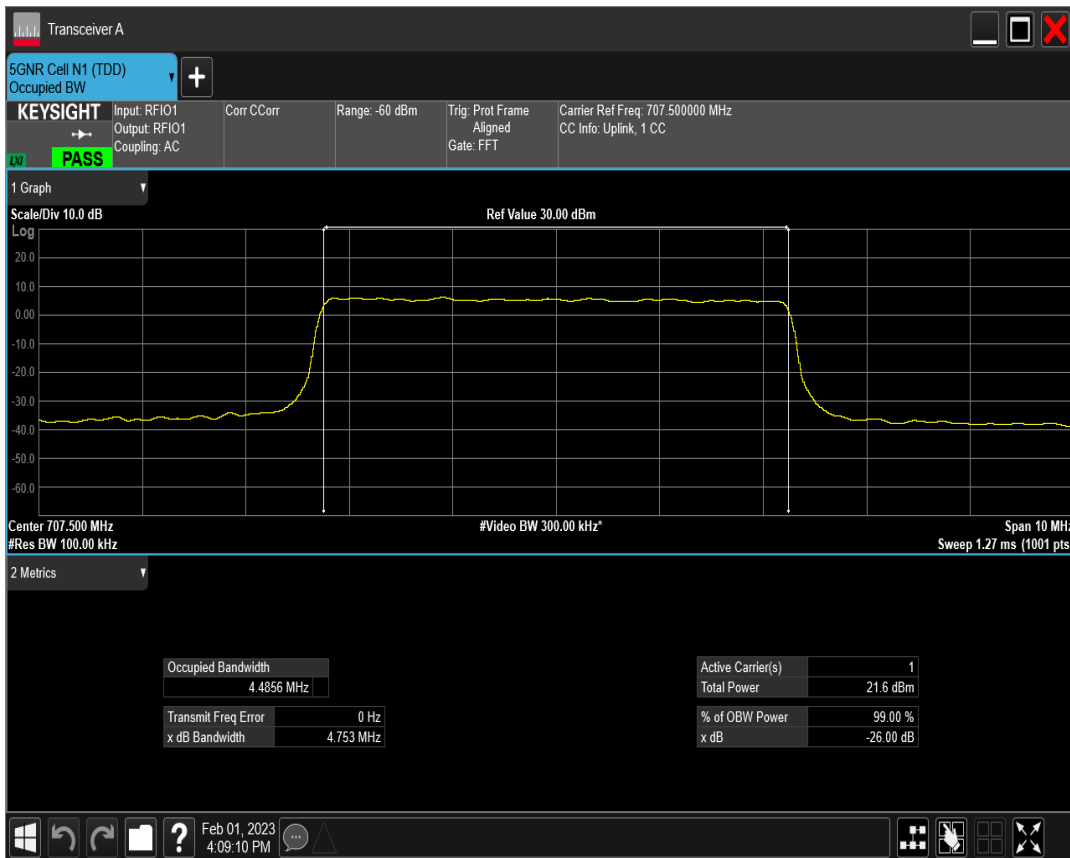 Transceiver A
5GNR Cell N1 (TDD)
Occupied BW
KEYSIGHT
LXI
PASS
Input: RFIO1
Output: RFIO1
Coupling: AC
Corr CCorr
Range: -60 dBm
Trig: Prot Frame
Aligned
Gate: FFT
Carrier Ref Freq: 707.500000 MHz
CC Info: Uplink, 1 CC
1 Graph
Scale/Div 10.0 dB
Ref Value 30.00 dBm
Log
20.0
10.0
0.00
-10.0
-20.0
-30.0
-40.0
-50.0
-60.0
Center 707.500 MHz
#Video BW 300.00 kHz*
Span 10 MHz
#Res BW 100.00 kHz
Sweep 1.27 ms (1001 pts
2 Metrics
Occupied Bandwidth
4.4856 MHz
Transmit Freq Error 0 Hz
x dB Bandwidth 4.753 MHz
Active Carrier(s) 1
Total Power 21.6 dBm
% of OBW Power 99.00 %
x dB -26.00 dB
?
Feb 01, 2023
4:09:10 PM